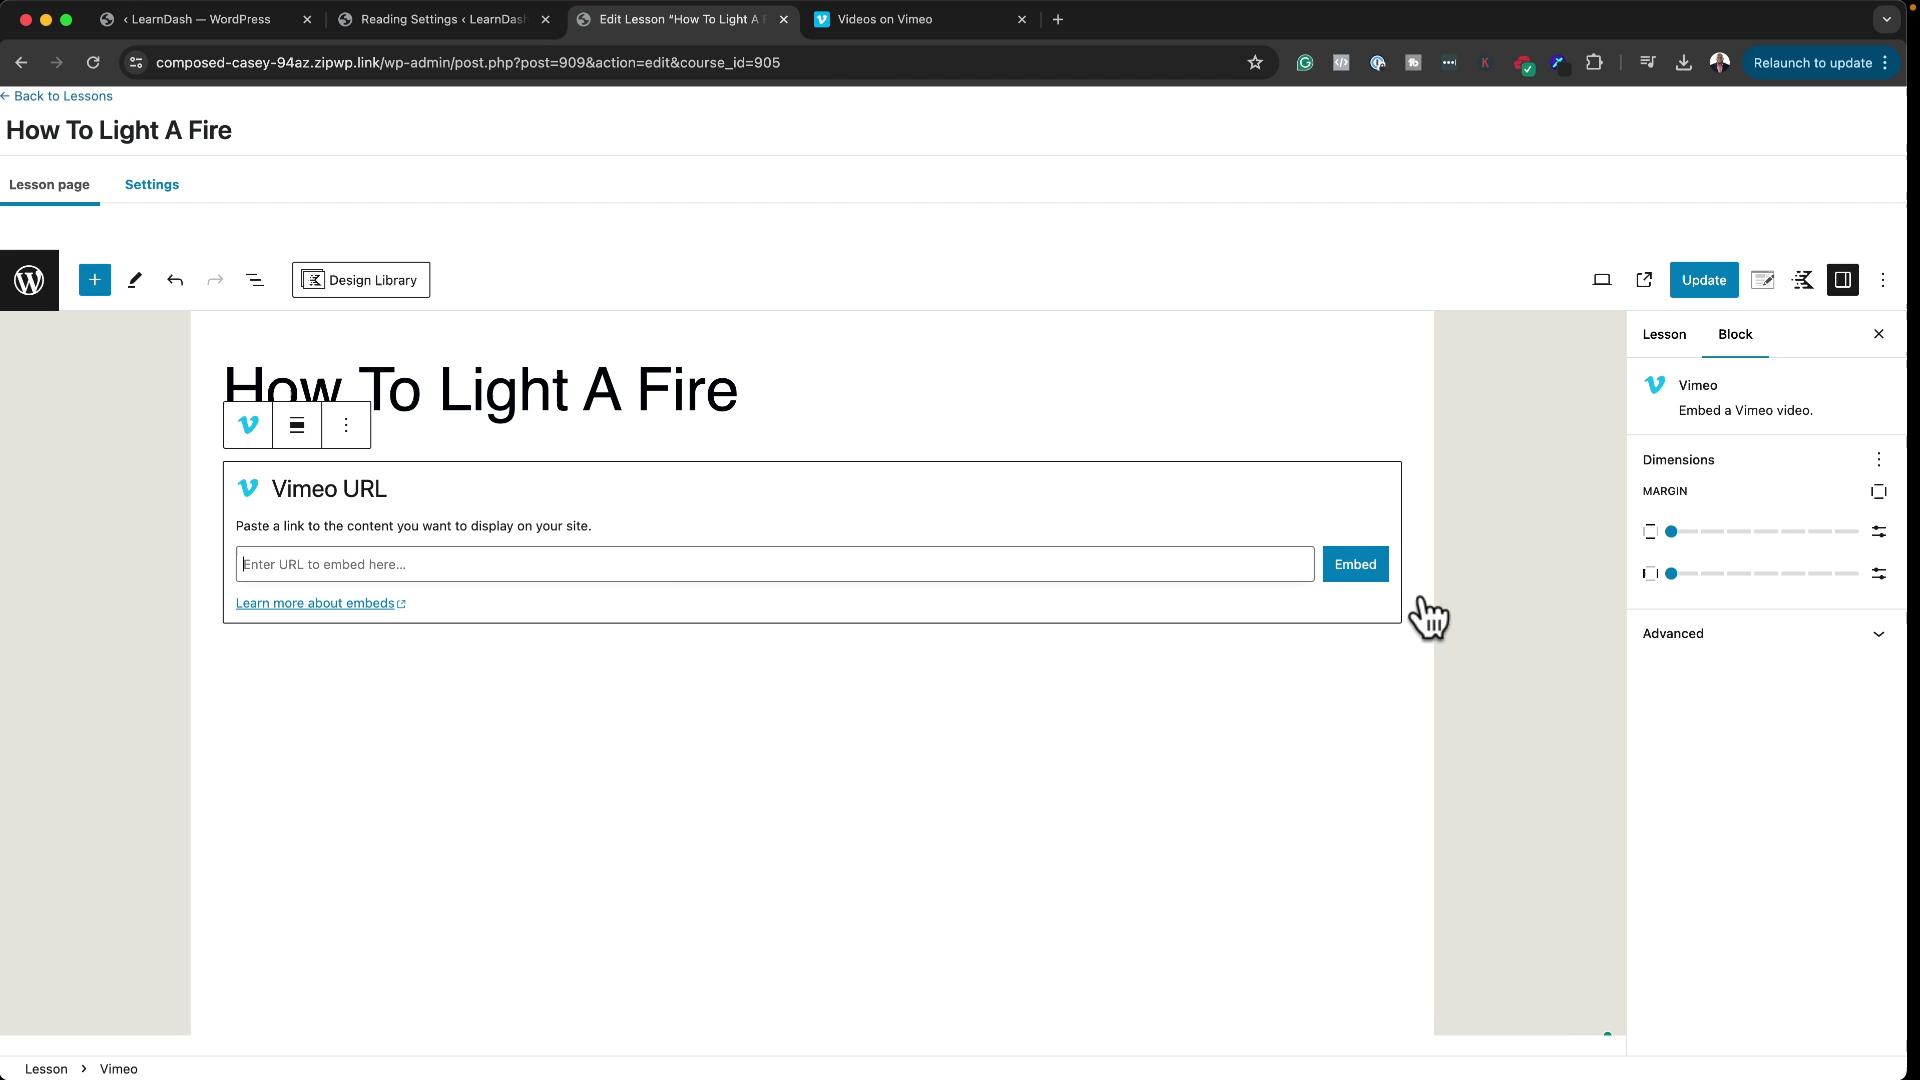 ‹ LearnDash — WordPress
Reading Settings ‹ LearnDash
Edit Lesson "How To Light A F
Videos on Vimeo
composed-casey-94az.zipwp.link/wp-admin/post.php?post=909&action=edit&course_id=905
Relaunch to update
← Back to Lessons
How To Light A Fire
Lesson page
Settings
Design Library
Update
How To Light A Fire
Vimeo URL
Paste a link to the content you want to display on your site.
Enter URL to embed here...
Embed
Learn more about embeds
Lesson
Block
Vimeo
Embed a Vimeo video.
Dimensions
MARGIN
Advanced
Lesson › Vimeo